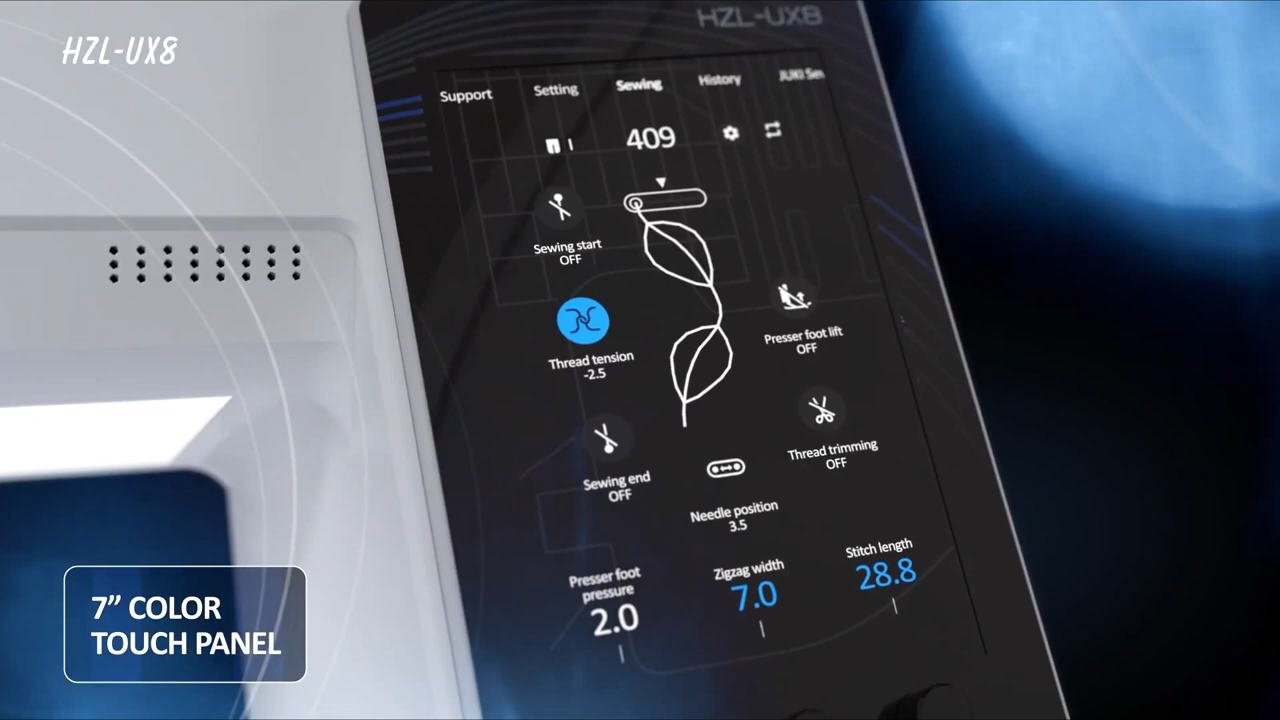 HZL-UX8
HZL-UX8
Support Setting Sewing History JUKI
409
Sewing start
OFF
Thread tension
-2.5
Presser foot lift
OFF
Sewing end
OFF
Thread trimming
OFF
Needle position
3.5
Presser foot
pressure
2.0
Zigzag width
7.0
Stitch length
28.8
7” COLOR
TOUCH PANEL